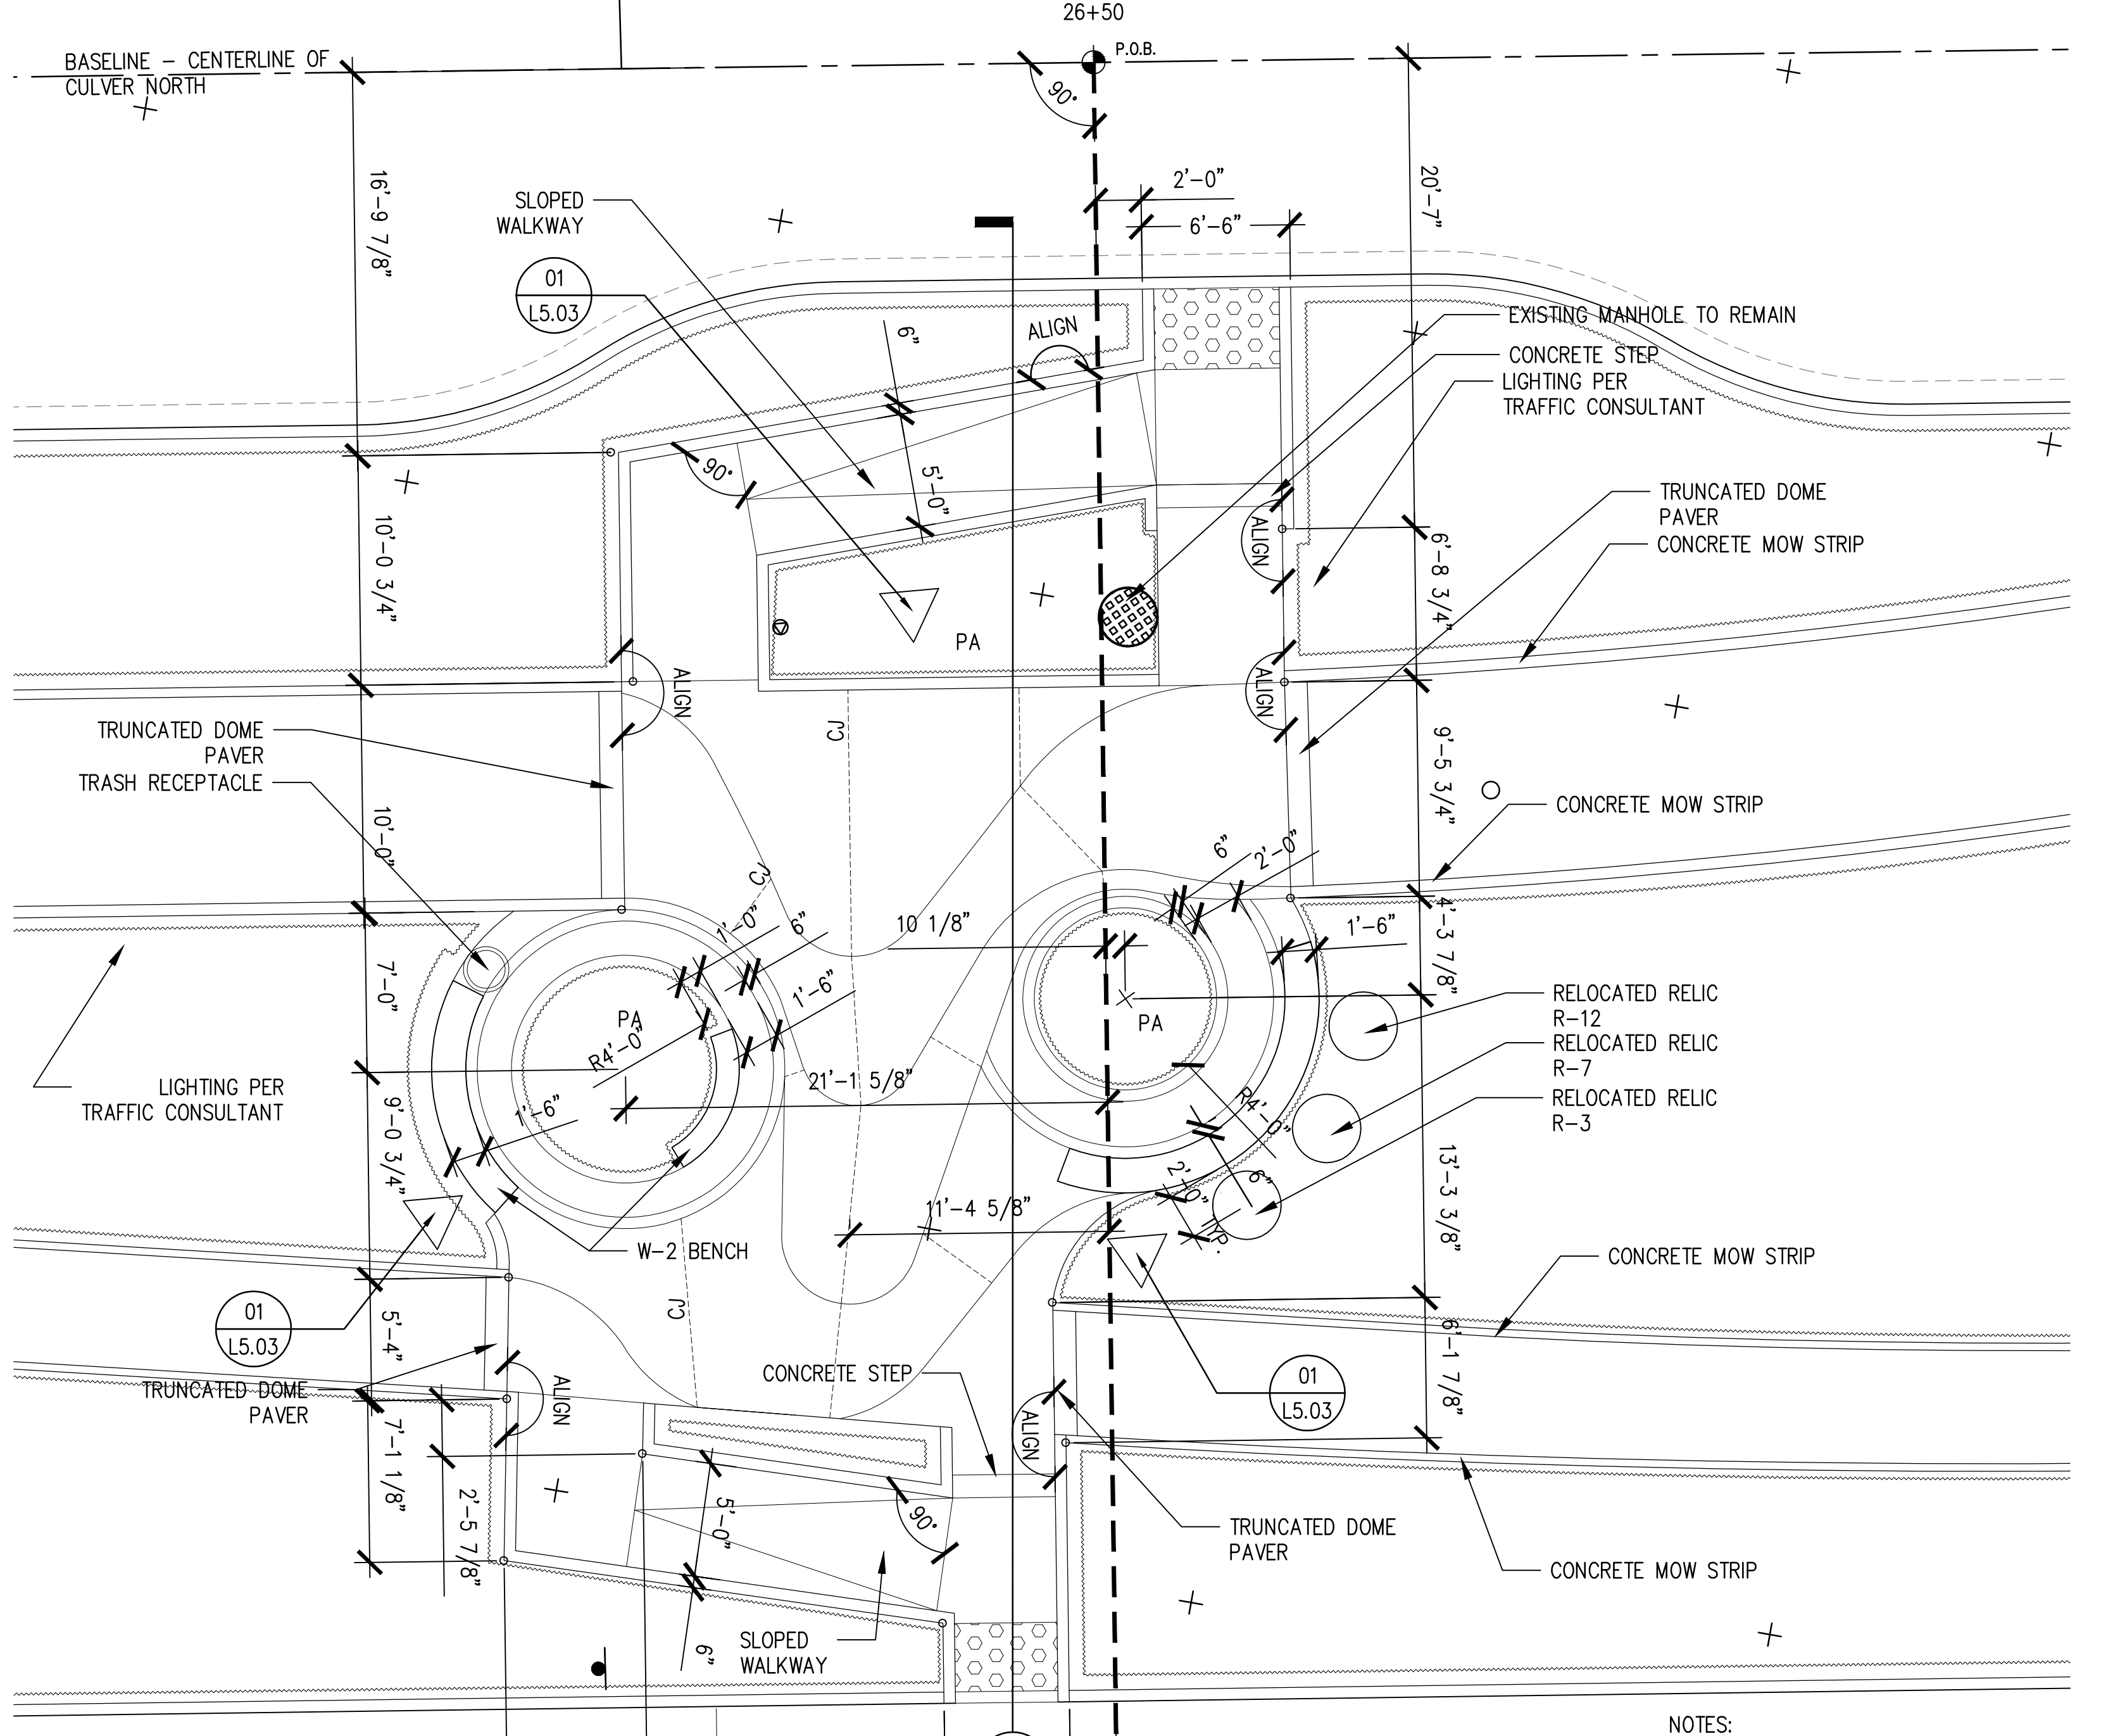 26+50
P.O.B.
BASELINE – CENTERLINE OF
CULVER NORTH
90°
16'-9 7/8"
20'-7"
2'-0"
6'-6"
SLOPED
WALKWAY
01
L5.03
6"
ALIGN
EXISTING MANHOLE TO REMAIN
CONCRETE STEP
LIGHTING PER
TRAFFIC CONSULTANT
90°
5'-0"
TRUNCATED DOME
PAVER
CONCRETE MOW STRIP
10'-0 3/4"
ALIGN
6'-8 3/4"
PA
ALIGN
ALIGN
TRUNCATED DOME
PAVER
TRASH RECEPTACLE
CJ
9'-5 3/4"
CONCRETE MOW STRIP
10'-0"
CJ
6"
2'-0"
1'-0"
6"
10 1/8"
1'-6"
4'-3 7/8"
7'-0"
1'-6"
RELOCATED RELIC
R-12
PA
PA
R4'-0"
RELOCATED RELIC
R-7
LIGHTING PER
TRAFFIC CONSULTANT
21'-1 5/8"
RELOCATED RELIC
R-3
1'-6"
R4'-0"
9'-0 3/4"
13'-3 3/8"
2'-0"
TYP.
6"
11'-4 5/8"
W-2 BENCH
CONCRETE MOW STRIP
01
L5.03
CJ
5'-4"
6'-1 7/8"
CONCRETE STEP
01
L5.03
TRUNCATED DOME
PAVER
ALIGN
ALIGN
7'-1 1/8"
2'-5 7/8"
5'-0"
90°
TRUNCATED DOME
PAVER
CONCRETE MOW STRIP
SLOPED
WALKWAY
6"
NOTES: